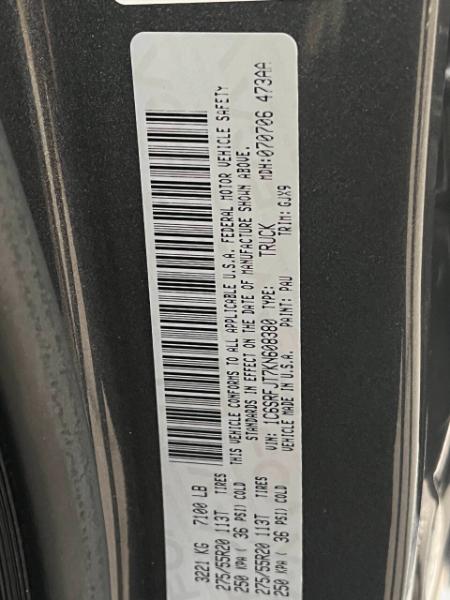 3221 KG 7100 LB
275/55R20 113T TIRES
250 KPA ( 36 PSI) COLD
275/55R20 113T TIRES
250 KPA ( 36 PSI) COLD
THIS VEHICLE CONFORMS TO ALL APPLICABLE U.S.A. FEDERAL MOTOR VEHICLE SAFETY
STANDARDS IN EFFECT ON THE DATE OF MANUFACTURE SHOWN ABOVE.
VIN: 1C6SRFJT7KN608380 TYPE: TRUCK MDH:070706 473AA
VEHICLE MADE IN U.S.A. PAINT: PAU TRIM: GJX9